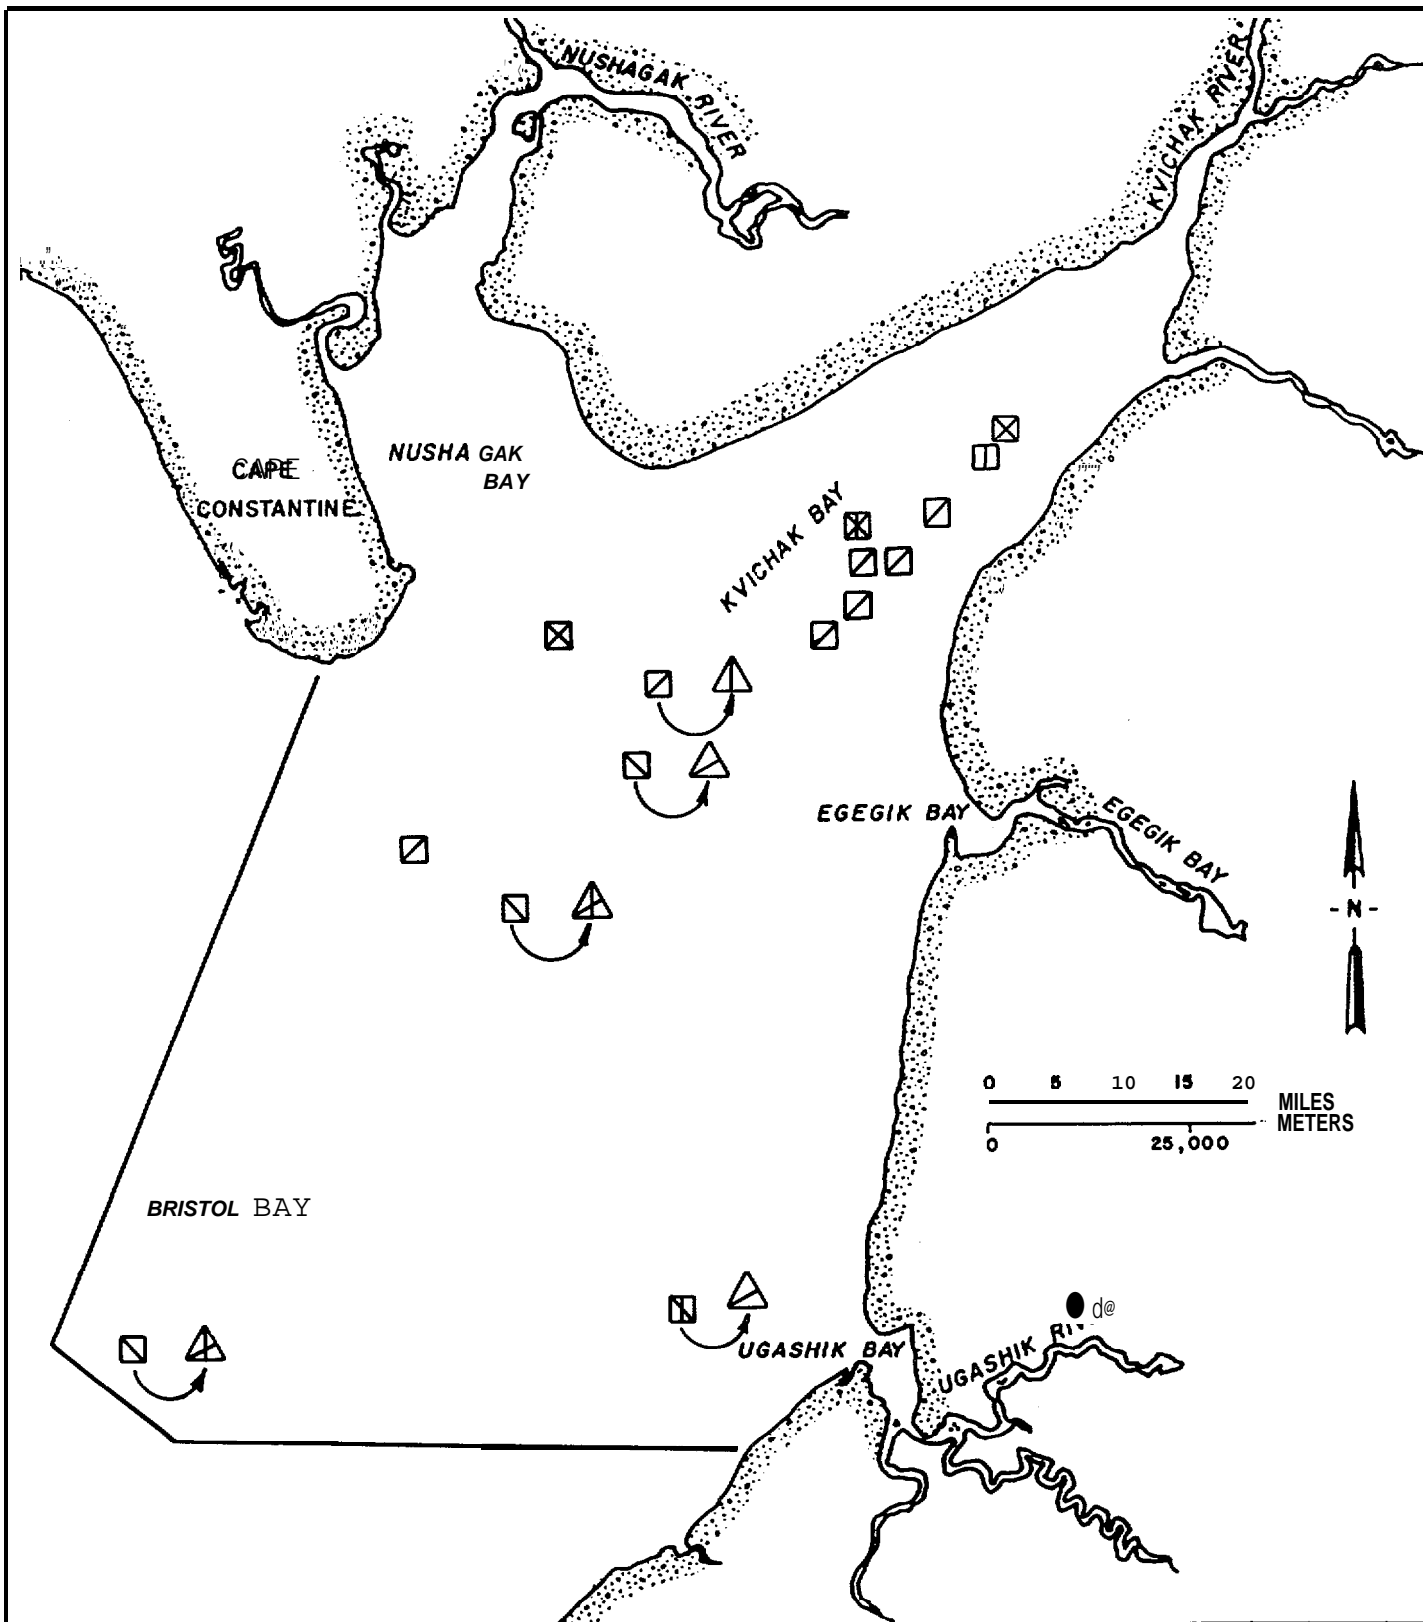 NUSHAGAK RIVER
KVICHAK RIVER
CAPE
CONSTANTINE
NUSHA GAK
BAY
KVICHAK BAY
EGEGIK BAY
EGEGIK BAY
- N -
0 5 10 15 20
MILES
METERS
0 25,000
BRISTOL BAY
d@
UGASHIK BAY
UGASHIK